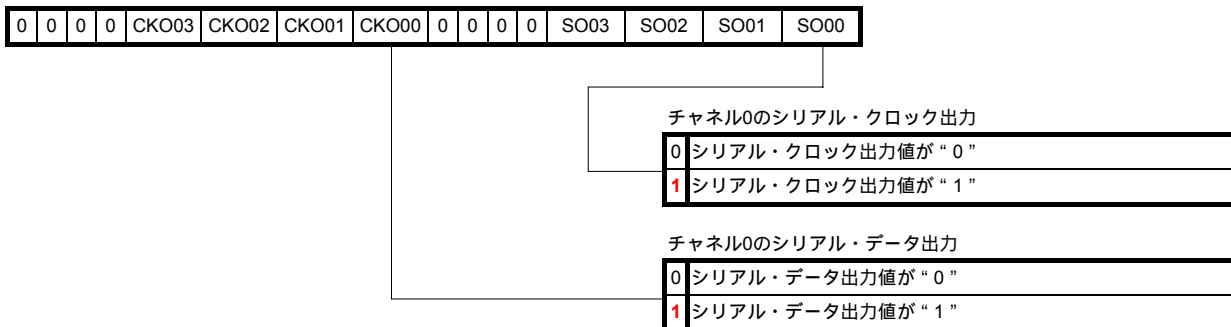 0 0 0 0 CKO03 CKO02 CKO01 CKO00 0 0 0 0 SO03 SO02 SO01 SO00
チャネル0のシリアル・クロック出力
0 シリアル・クロック出力値が“0”
1 シリアル・クロック出力値が“1”
チャネル0のシリアル・データ出力
0 シリアル・データ出力値が“0”
1 シリアル・データ出力値が“1”